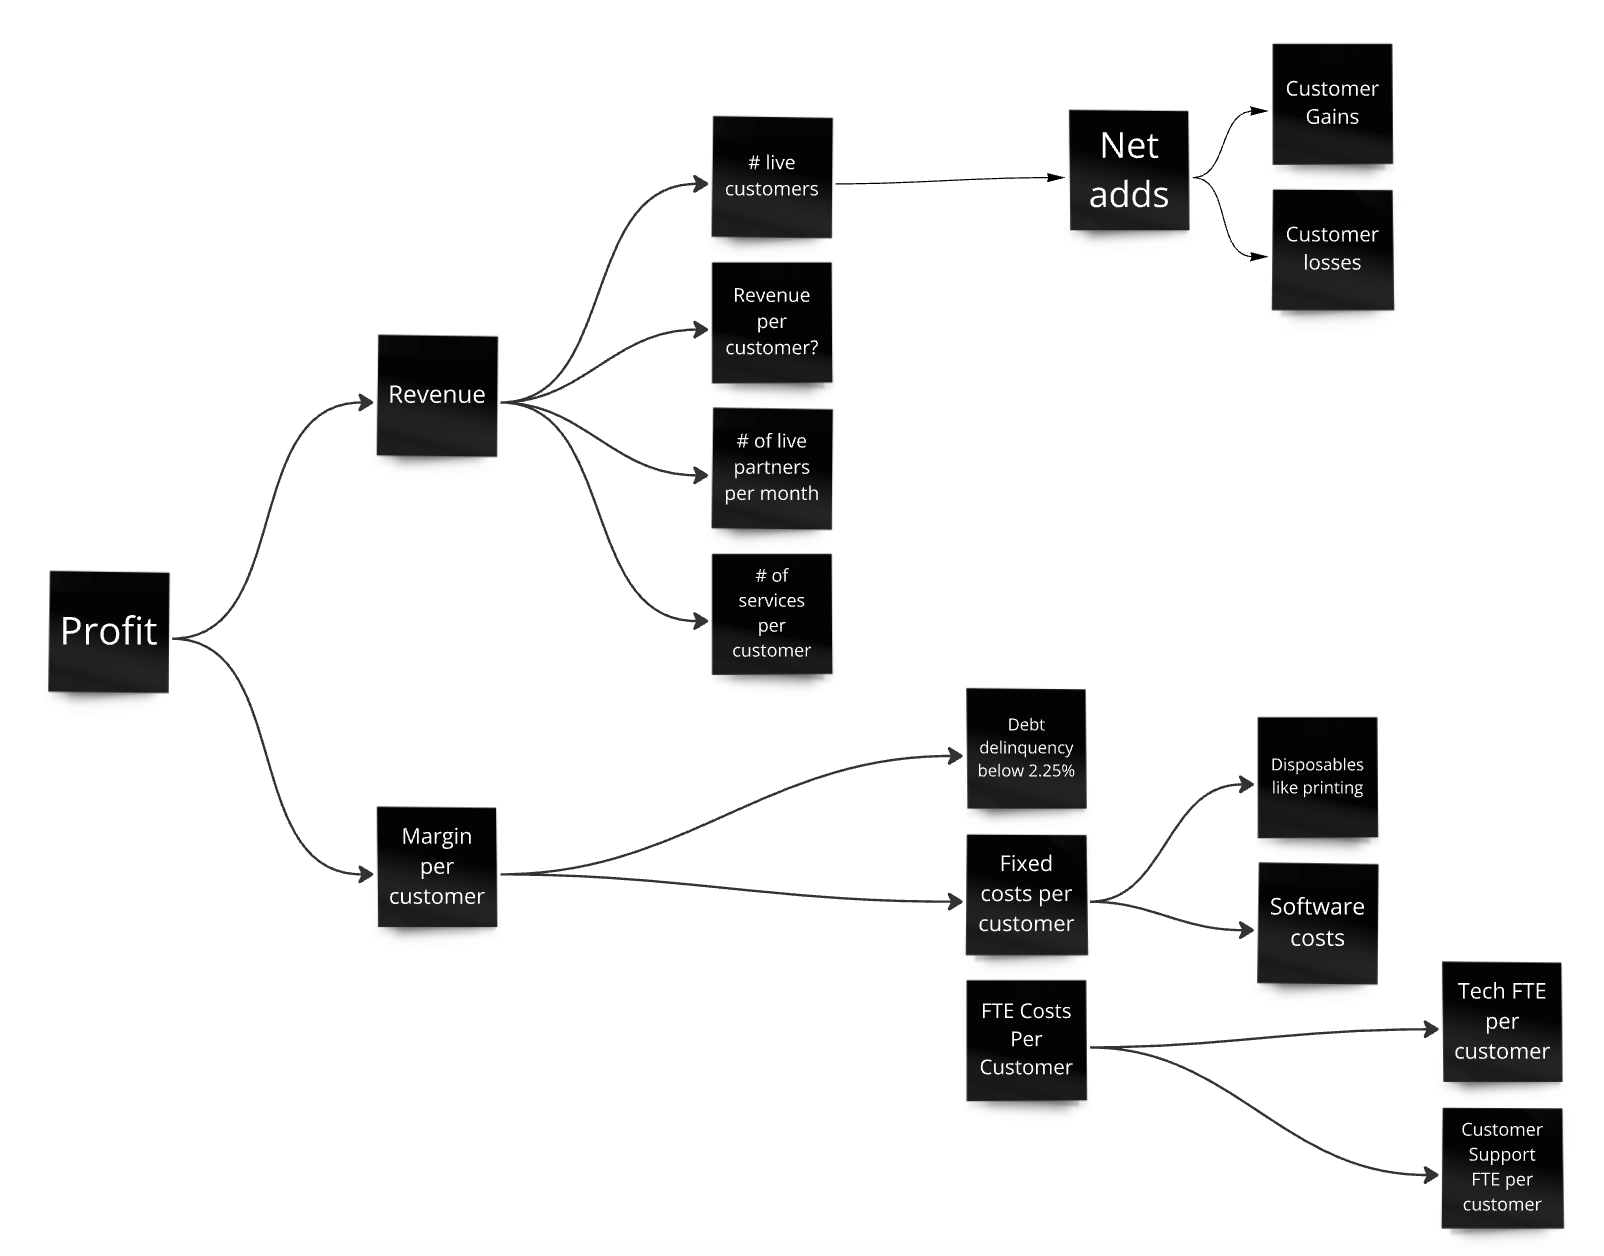 Customer
Gains
Net
adds
# live
customers
Customer
losses
Revenue
per
customer?
Revenue
# of live
partners
per month
# of
services
per
customer
Profit
Debt
delinquency
below 2.25%
Disposables
like printing
Margin
per
customer
Fixed
costs per
customer
Software
costs
FTE Costs
Per
Customer
Tech FTE
per
customer
Customer
Support
FTE per
customer